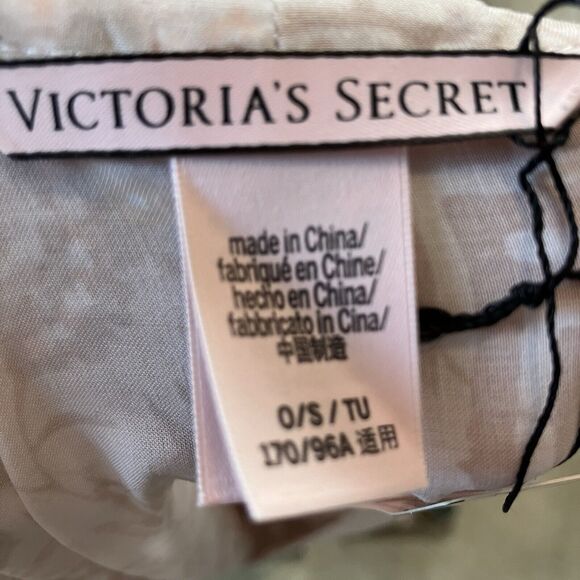 VICTORIA'S SECRET
made in China/
fabriqué en Chine/
hecho en China/
fabbricato in Cina/
中国制造
O/S / TU
170/96A 适用